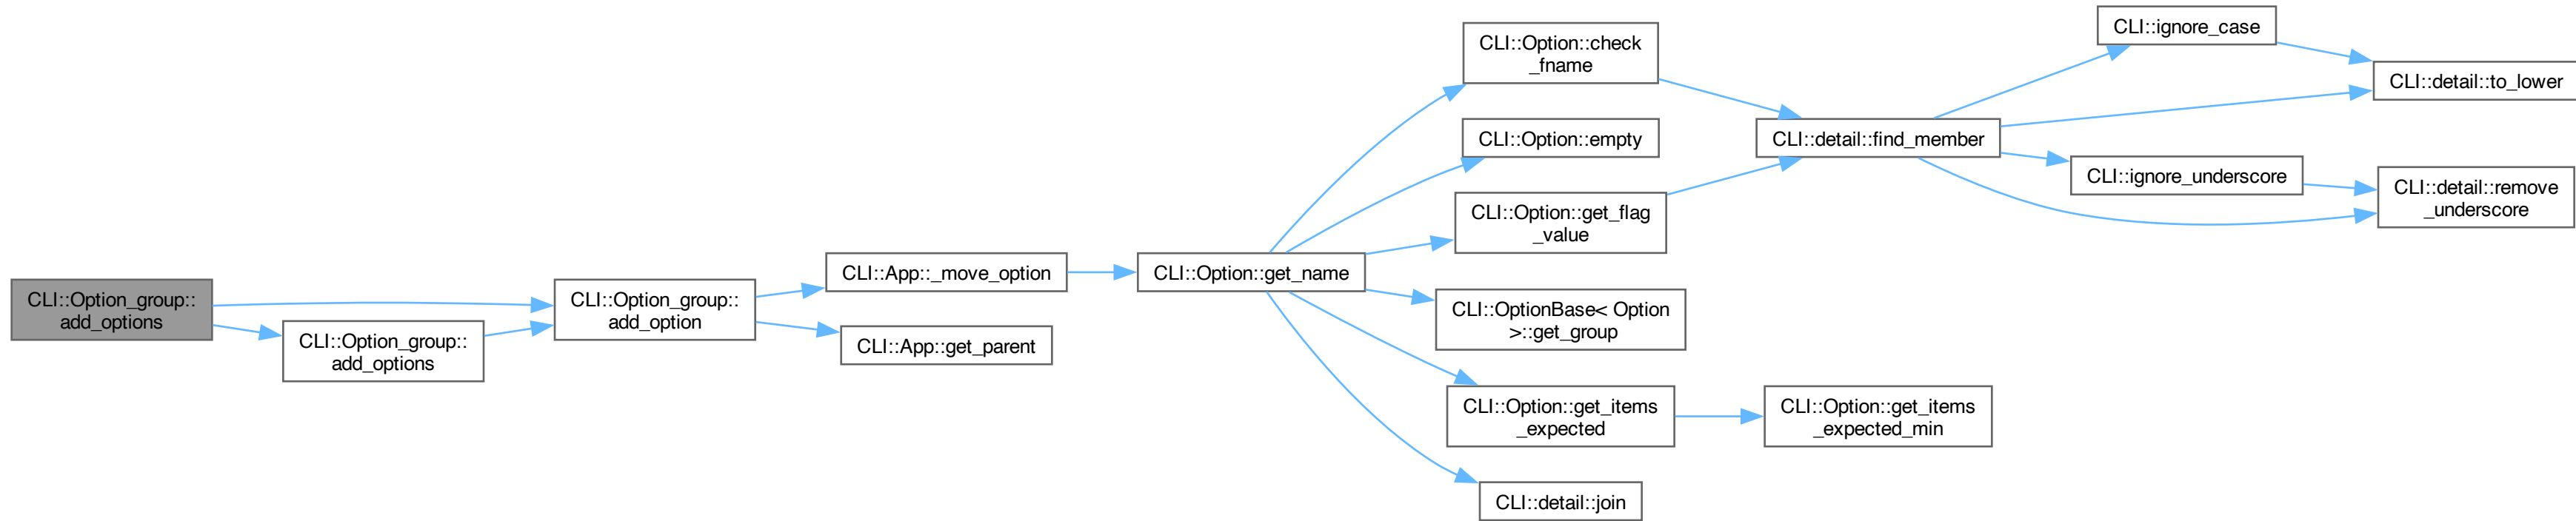 CLI::Option_group::
add_options
CLI::Option_group::
add_options
CLI::Option_group::
add_option
CLI::App::_move_option
CLI::App::get_parent
CLI::Option::get_name
CLI::Option::check
_fname
CLI::Option::empty
CLI::Option::get_flag
_value
CLI::OptionBase< Option
>::get_group
CLI::Option::get_items
_expected
CLI::detail::join
CLI::detail::find_member
CLI::Option::get_items
_expected_min
CLI::ignore_case
CLI::ignore_underscore
CLI::detail::to_lower
CLI::detail::remove
_underscore